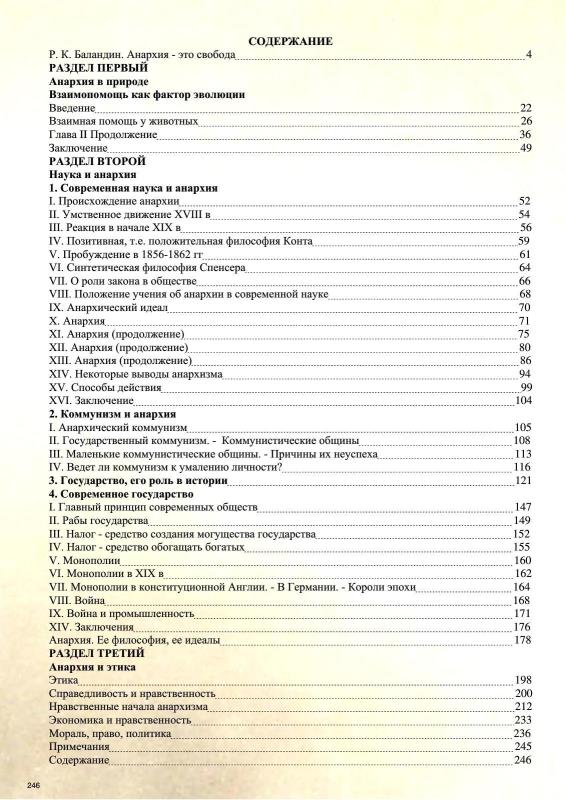 СОДЕРЖАНИЕ
Р. К. Баландин. Анархия - это свобода 4
РАЗДЕЛ ПЕРВЫЙ
Анархия в природе
Взаимопомощь как фактор эволюции
Введение 22
Взаимная помощь у животных 26
Глава II Продолжение 36
Заключение 49
РАЗДЕЛ ВТОРОЙ
Наука и анархия
1. Современная наука и анархия
I. Происхождение анархии 52
II. Умственное движение XVIII в 54
III. Реакция в начале XIX в 56
IV. Позитивная, т.е. положительная философия Конта 59
V. Пробуждение в 1856-1862 гг 61
VI. Синтетическая философия Спенсера 64
VII. О роли закона в обществе 66
VIII. Положение учения об анархии в современной науке 68
IX. Анархический идеал 70
X. Анархия 71
XI. Анархия (продолжение) 75
XII. Анархия (продолжение) 80
XIII. Анархия (продолжение) 86
XIV. Некоторые выводы анархизма 94
XV. Способы действия 99
XVI. Заключение 104
2. Коммунизм и анархия
I. Анархический коммунизм 105
II. Государственный коммунизм. - Коммунистические общины 108
III. Маленькие коммунистические общины. - Причины их неуспеха 113
IV. Ведет ли коммунизм к умалению личности? 116
3. Государство, его роль в истории 121
4. Современное государство
I. Главный принцип современных обществ 147
II. Рабы государства 149
III. Налог - средство создания могущества государства 152
IV. Налог - средство обогащать богатых 155
V. Монополии 160
VI. Монополии в XIX в 162
VII. Монополии в конституционной Англии. - В Германии. - Короли эпохи 164
VIII. Война 168
IX. Война и промышленность 171
XIV. Заключения 176
Анархия. Ее философия, ее идеалы 178
РАЗДЕЛ ТРЕТИЙ
Анархия и этика
Этика 198
Справедливость и нравственность 200
Нравственные начала анархизма 212
Экономика и нравственность 233
Мораль, право, политика 236
Примечания 245
Содержание 246
246